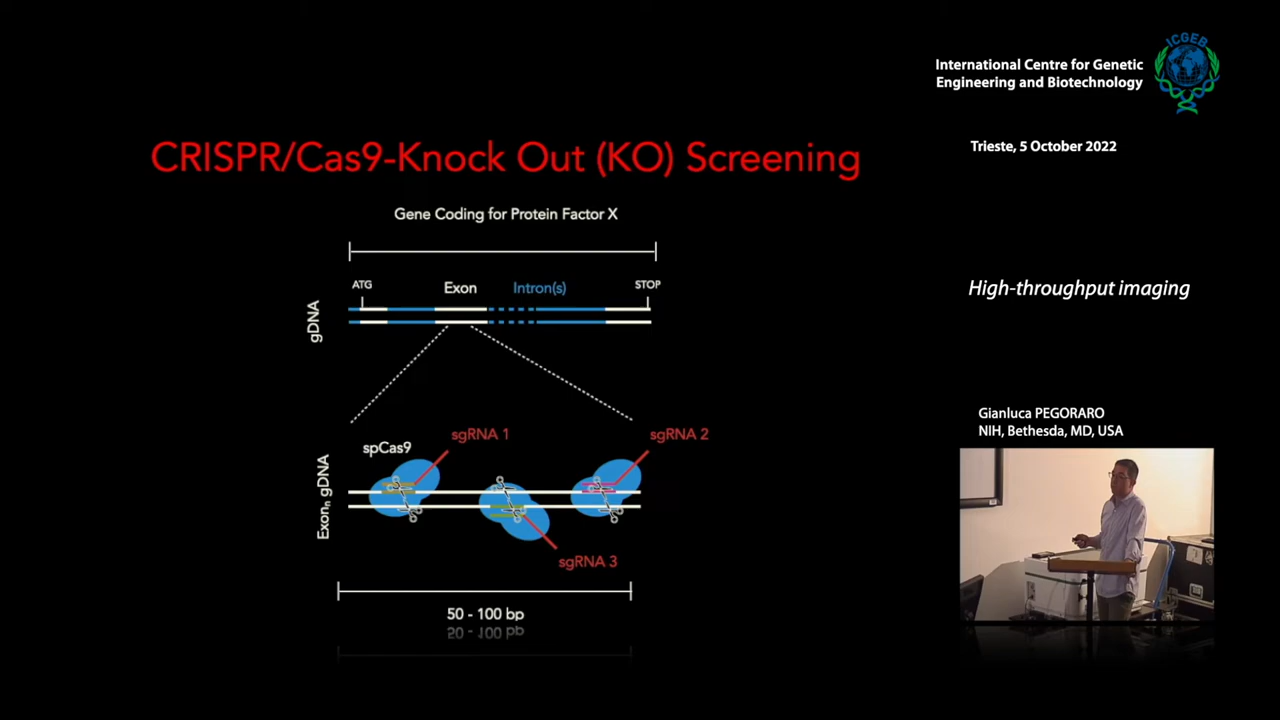 ICGEB
International Centre for Genetic
Engineering and Biotechnology
Trieste, 5 October 2022
CRISPR/Cas9-Knock Out (KO) Screening
Gene Coding for Protein Factor X
ATG
Exon
Intron(s)
STOP
gDNA
High-throughput imaging
Gianluca PEGORARO
NIH, Bethesda, MD, USA
spCas9
sgRNA 1
sgRNA 2
Exonn gDNA
sgRNA 3
50 - 100 bp